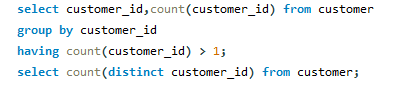 select customer_id,count(customer_id) from customer
group by customer_id
having count(customer_id) > 1;
select count(distinct customer_id) from customer;